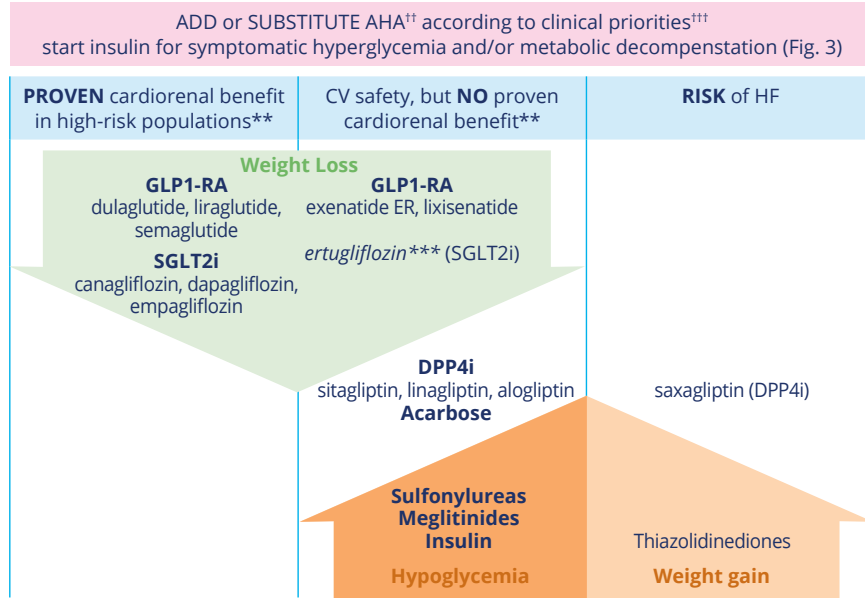 ADD or SUBSTITUTE AHA†† according to clinical priorities†††
start insulin for symptomatic hyperglycemia and/or metabolic decompenstation (Fig. 3)
PROVEN cardiorenal benefit
in high-risk populations**
CV safety, but NO proven
cardiorenal benefit**
RISK of HF
Weight Loss
GLP1-RA
dulaglutide, liraglutide,
semaglutide
SGLT2i
canagliflozin, dapagliflozin,
empagliflozin
GLP1-RA
exenatide ER, lixisenatide
ertugliflozin*** (SGLT2i)
DPP4i
sitagliptin, linagliptin, alogliptin
Acarbose
saxagliptin (DPP4i)
Sulfonylureas
Meglitinides
Insulin
Hypoglycemia
Thiazolidinediones
Weight gain